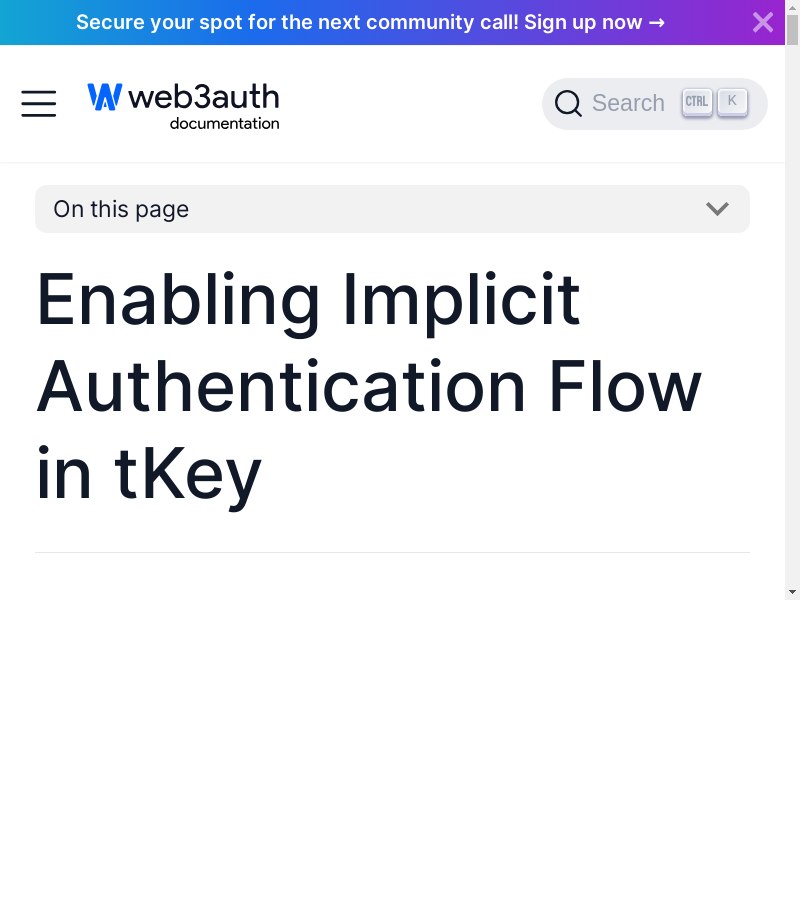 Secure your spot for the next community call! Sign up now →
web3auth
documentation
Search CTRL K
On this page
Enabling Implicit
Authentication Flow
in tKey